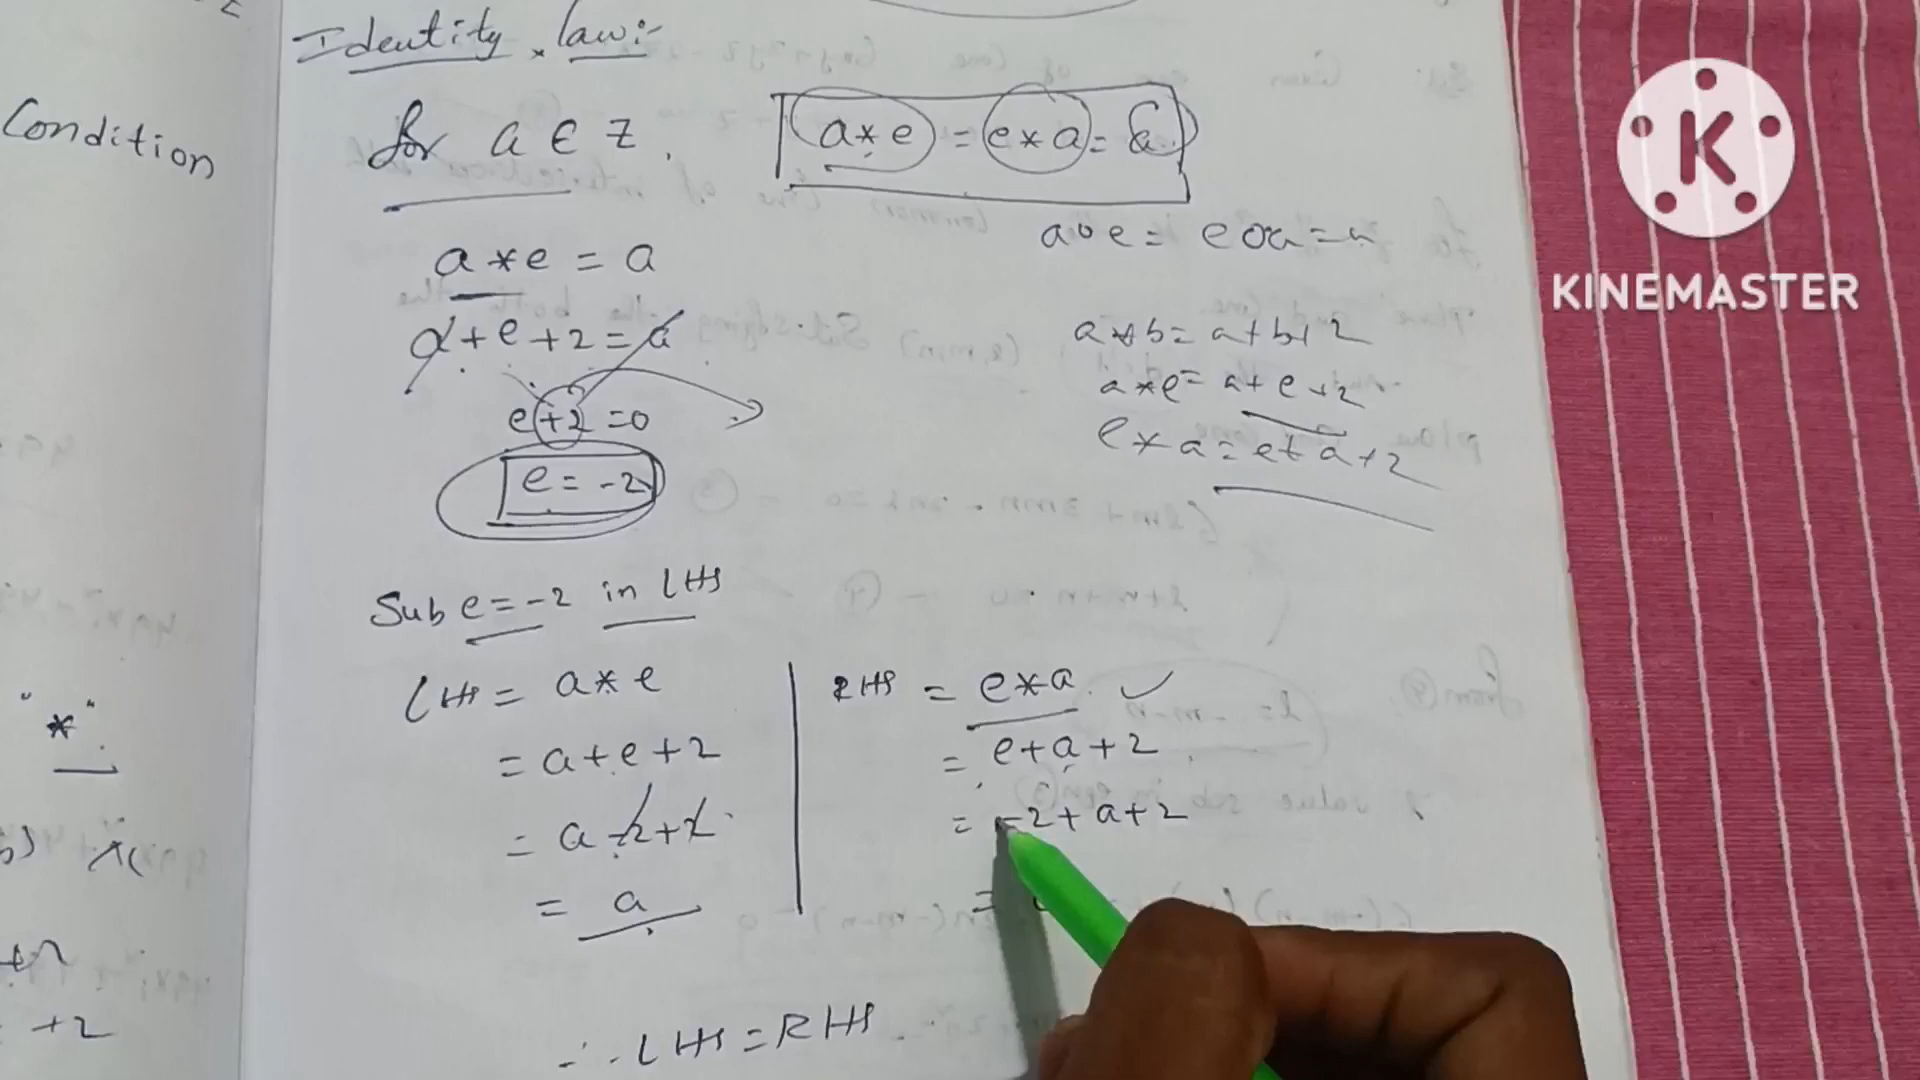 Identity law:-
for a ∈ Z, a * e = e * a = a
a o e = e o a = a
a * e = a
a + e + 2 = a
e + 2 = 0
e = -2
a * b = a + b + 2
a * e = a + e + 2
e * a = e + a + 2
Sub e = -2 in LHS
LHS = a * e
= a + e + 2
= a - 2 + 2
= a
RHS = e * a ✓
= e + a + 2
= -2 + a + 2
=
∴ LHS = RHS
Condition
"*"
+2
KINEMASTER